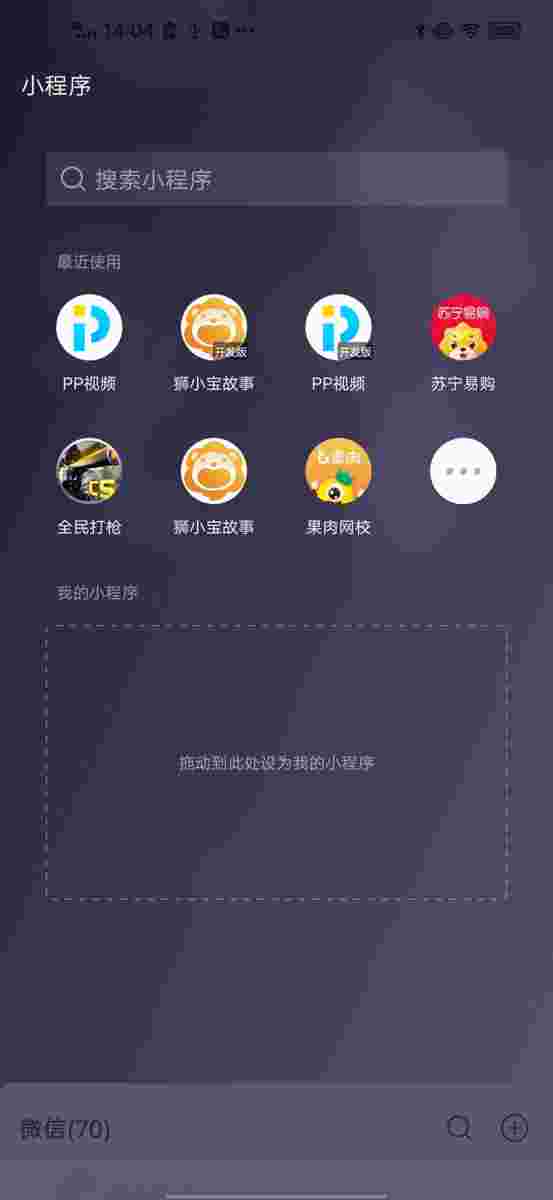 14:04
小程序
搜索小程序
最近使用
开发版
开发版
苏宁易购
PP视频
狮小宝故事
PP视频
苏宁易购
CS
果肉
全民打枪
狮小宝故事
果肉网校
我的小程序
拖动到此处设为我的小程序
微信(70)